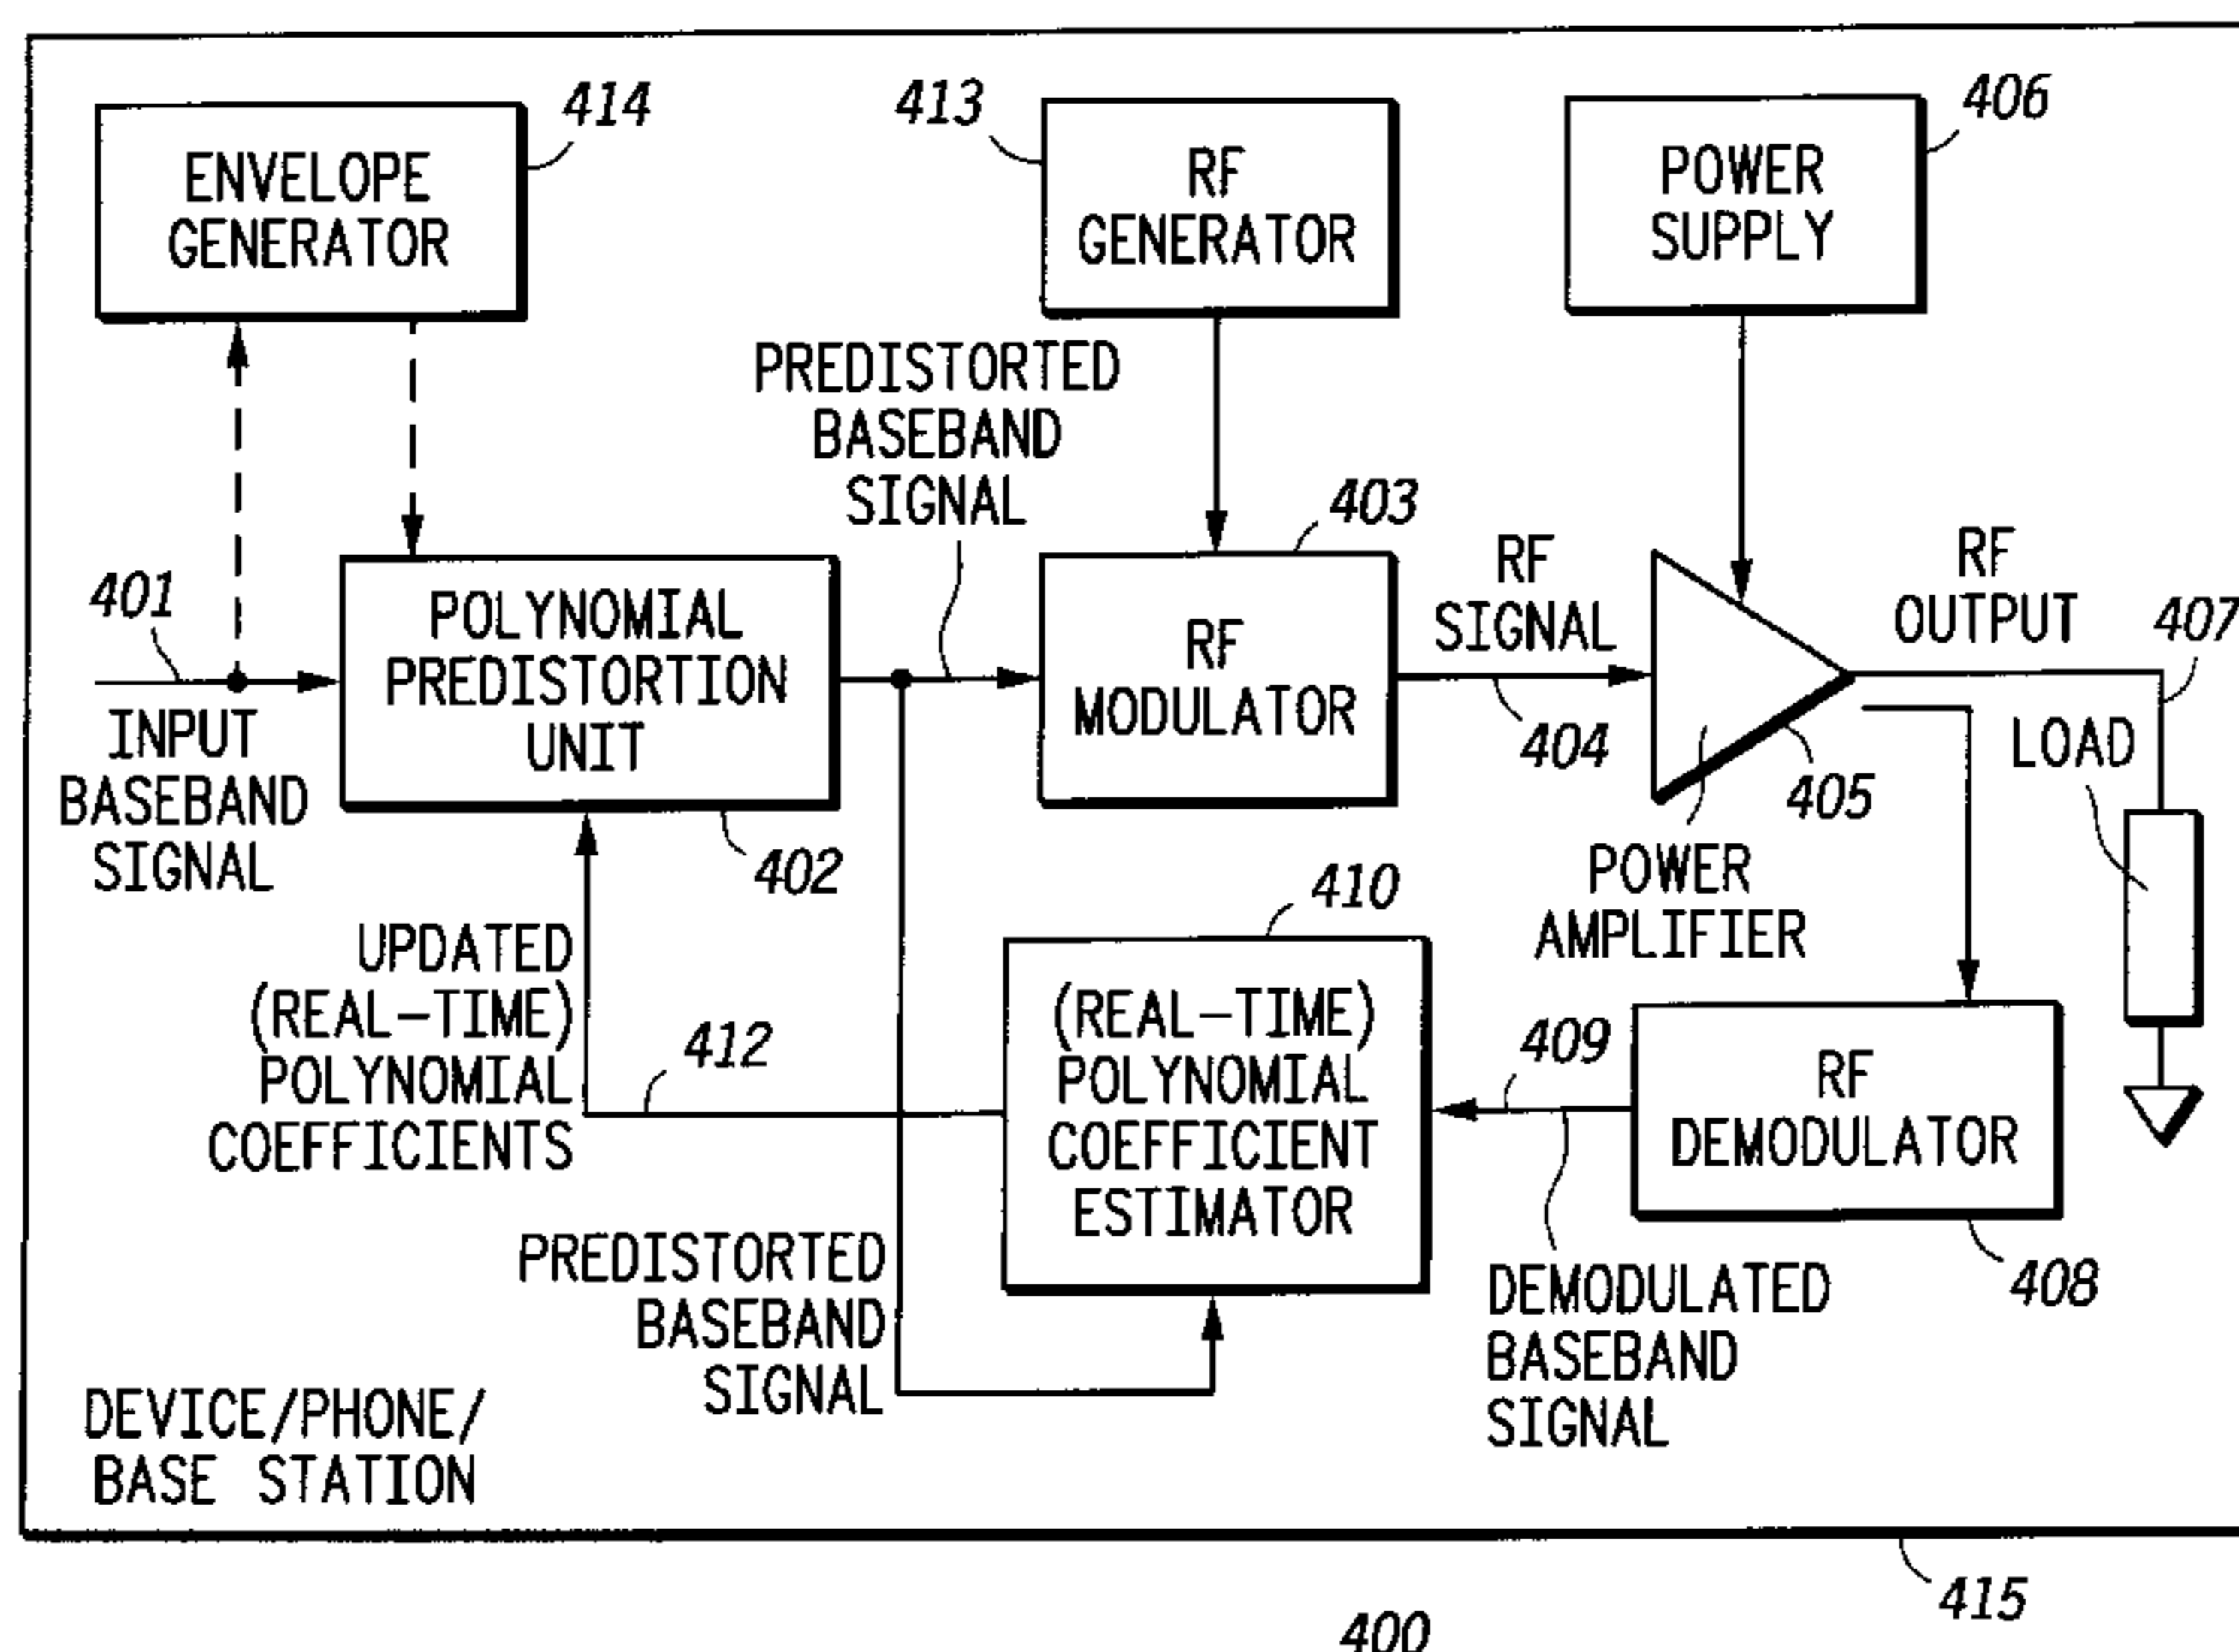 414
ENVELOPE
GENERATOR
413
RF
GENERATOR
406
POWER
SUPPLY
PREDISTORTED
BASEBAND
SIGNAL
401
INPUT
BASEBAND
SIGNAL
POLYNOMIAL
PREDISTORTION
UNIT
402
403
RF
MODULATOR
RF
SIGNAL
404
RF
OUTPUT
407
LOAD
405
POWER
AMPLIFIER
UPDATED
(REAL-TIME)
POLYNOMIAL
COEFFICIENTS
412
410
(REAL-TIME)
POLYNOMIAL
COEFFICIENT
ESTIMATOR
409
RF
DEMODULATOR
408
PREDISTORTED
BASEBAND
SIGNAL
DEMODULATED
BASEBAND
SIGNAL
DEVICE/PHONE/
BASE STATION
415
400